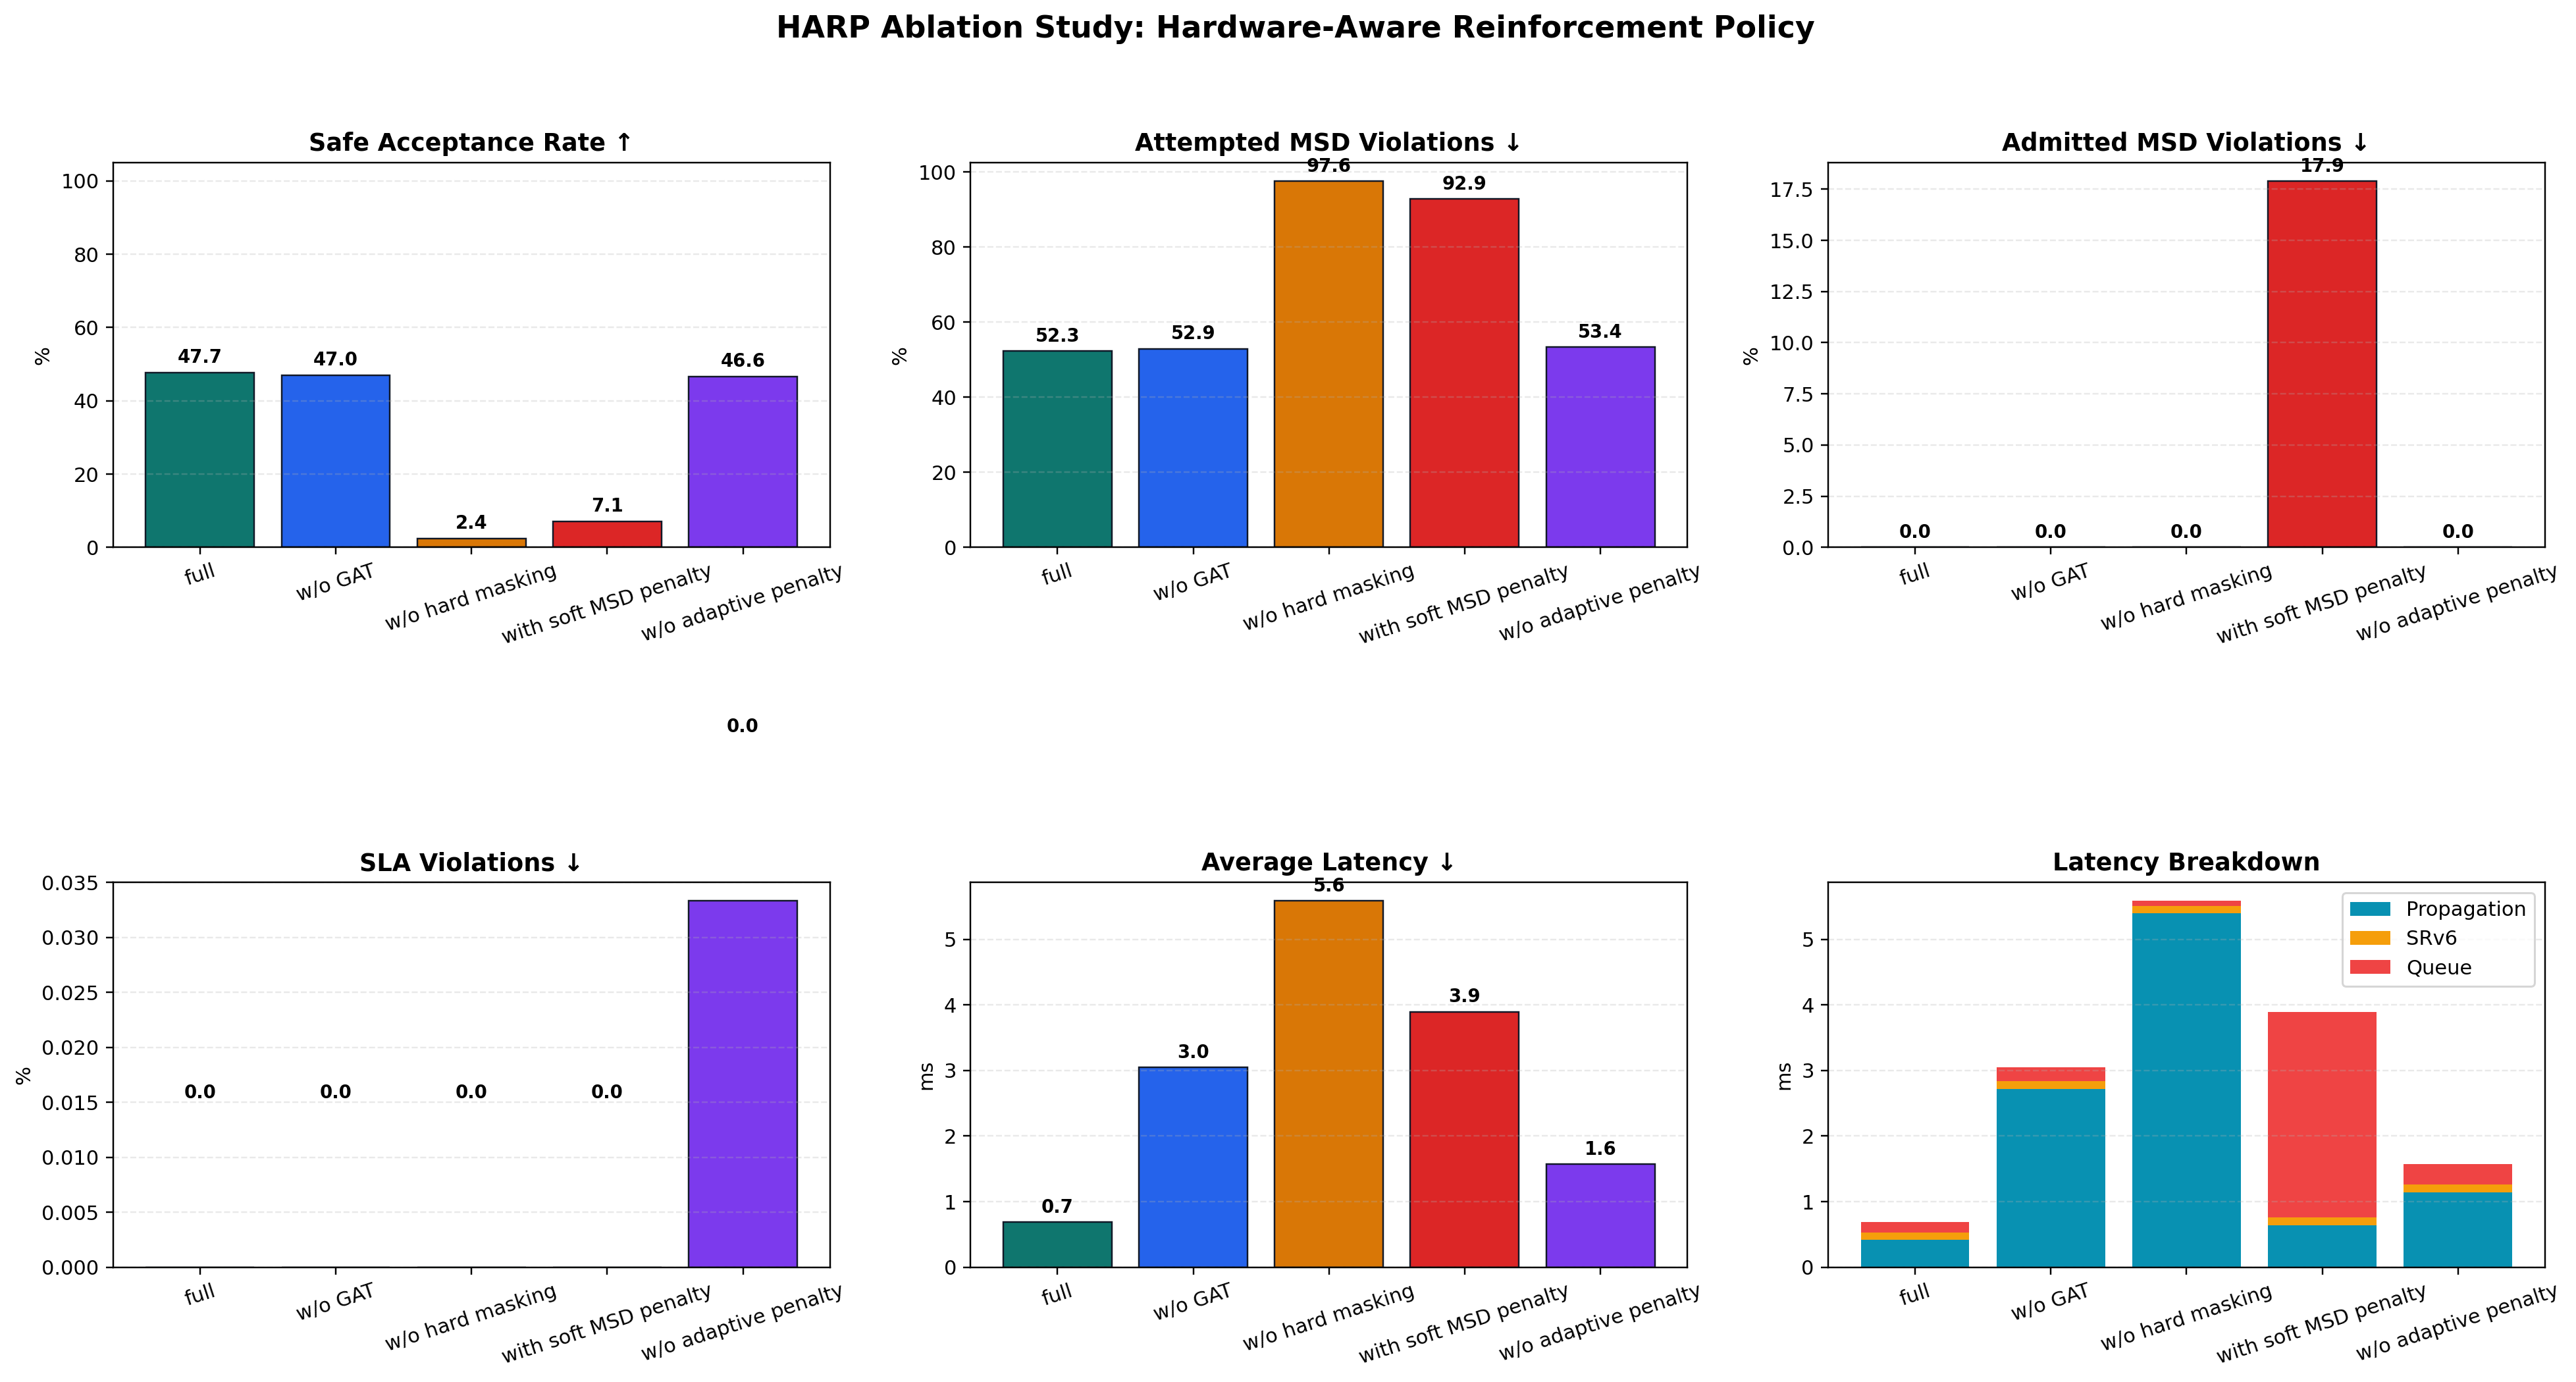 HARP Ablation Study: Hardware-Aware Reinforcement Policy
Safe Acceptance Rate ↑
%
100
80
60
40
20
0
47.7
47.0
2.4
7.1
46.6
full
w/o GAT
w/o hard masking
with soft MSD penalty
w/o adaptive penalty
Attempted MSD Violations ↓
%
100
80
60
40
20
0
52.3
52.9
97.6
92.9
53.4
full
w/o GAT
w/o hard masking
with soft MSD penalty
w/o adaptive penalty
Admitted MSD Violations ↓
%
17.5
15.0
12.5
10.0
7.5
5.0
2.5
0.0
0.0
0.0
0.0
17.9
0.0
full
w/o GAT
w/o hard masking
with soft MSD penalty
w/o adaptive penalty
0.0
SLA Violations ↓
%
0.035
0.030
0.025
0.020
0.015
0.010
0.005
0.000
0.0
0.0
0.0
0.0
full
w/o GAT
w/o hard masking
with soft MSD penalty
w/o adaptive penalty
Average Latency ↓
ms
5
4
3
2
1
0
0.7
3.0
5.6
3.9
1.6
full
w/o GAT
w/o hard masking
with soft MSD penalty
w/o adaptive penalty
Latency Breakdown
ms
5
4
3
2
1
0
Propagation
SRv6
Queue
full
w/o GAT
w/o hard masking
with soft MSD penalty
w/o adaptive penalty